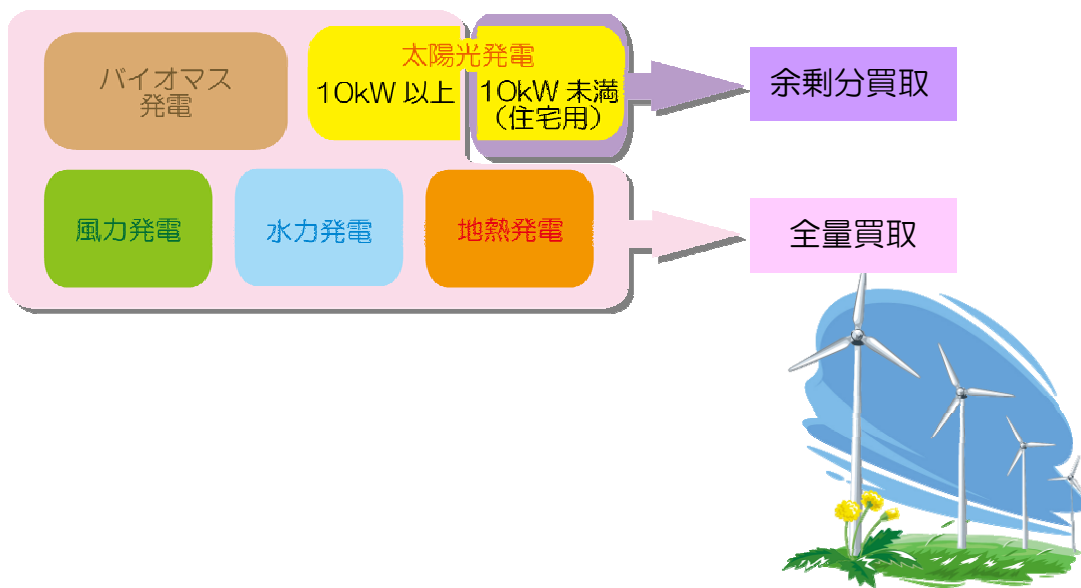 バイオマス
発電
太陽光発電
10kW 以上
10kW 未満
（住宅用）
余剰分買取
風力発電
水力発電
地熱発電
全量買取